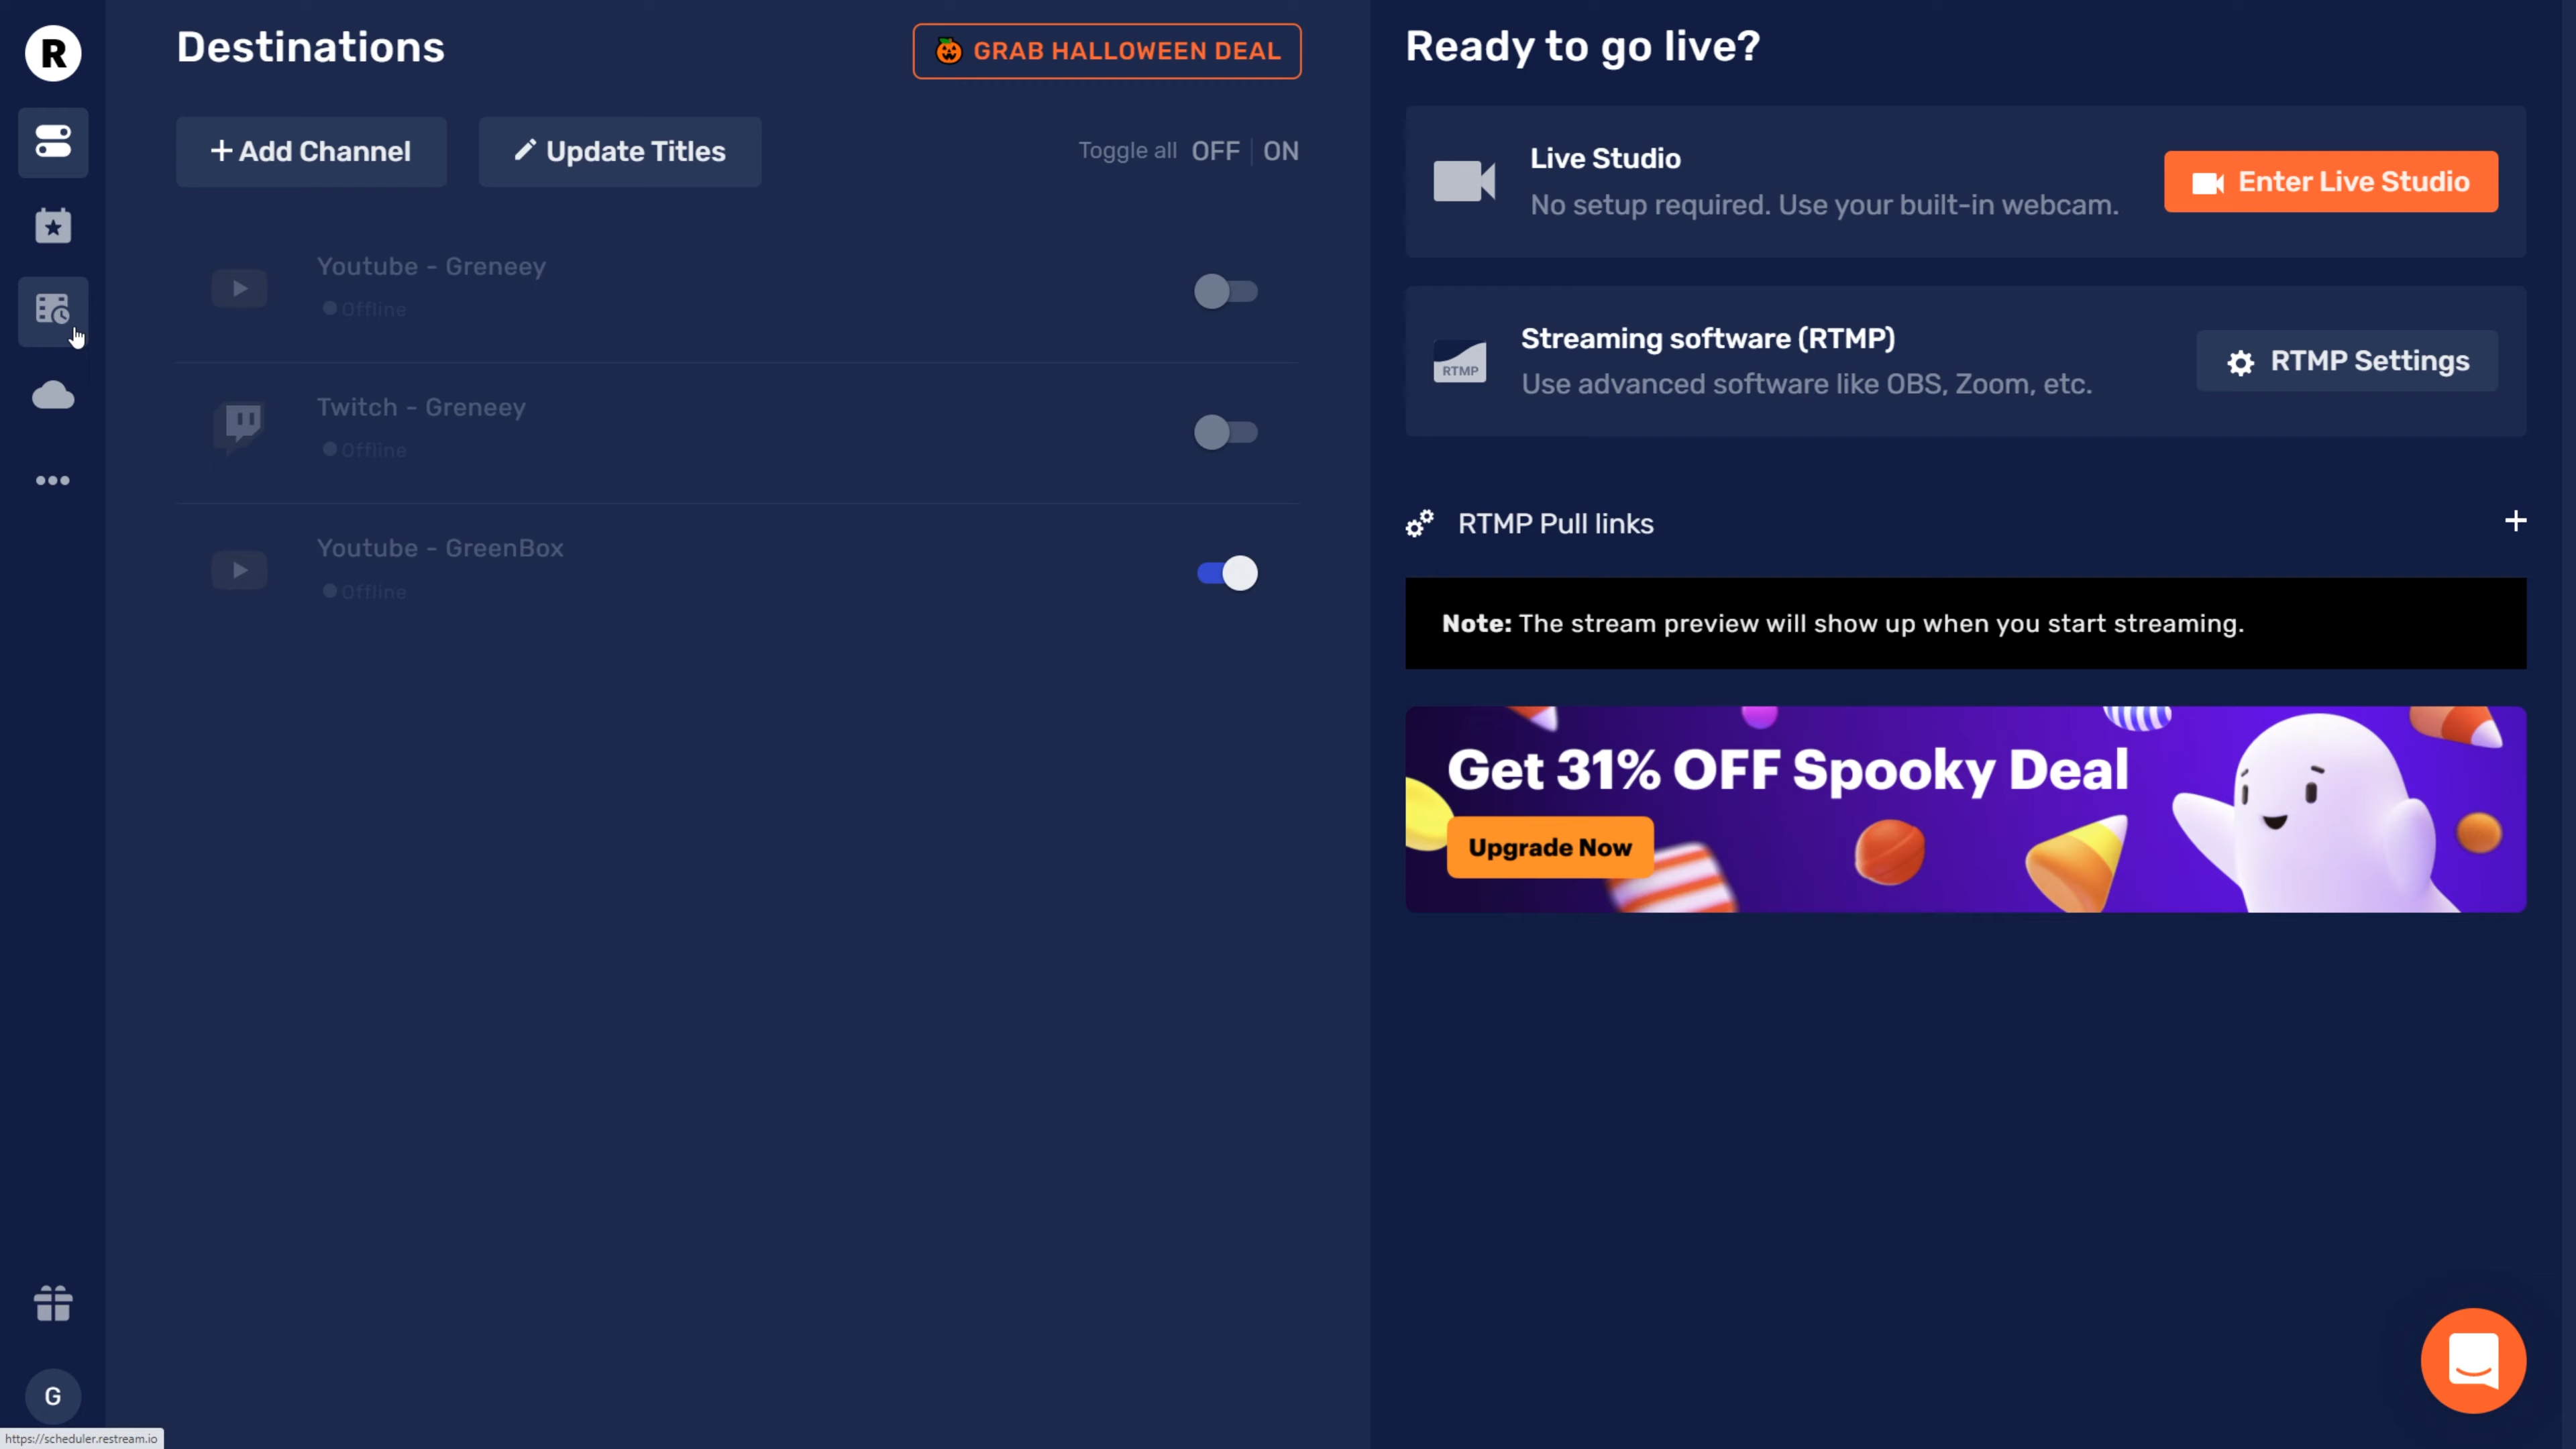 R
Destinations
GRAB HALLOWEEN DEAL
+ Add Channel
Update Titles
Toggle all OFF | ON
Youtube - Greneey
Offline
Twitch - Greneey
Offline
Youtube - GreenBox
Offline
G
https://scheduler.restream.io
Ready to go live?
Live Studio
No setup required. Use your built-in webcam.
Enter Live Studio
RTMP
Streaming software (RTMP)
Use advanced software like OBS, Zoom, etc.
RTMP Settings
RTMP Pull links
+
Note: The stream preview will show up when you start streaming.
Get 31% OFF Spooky Deal
Upgrade Now